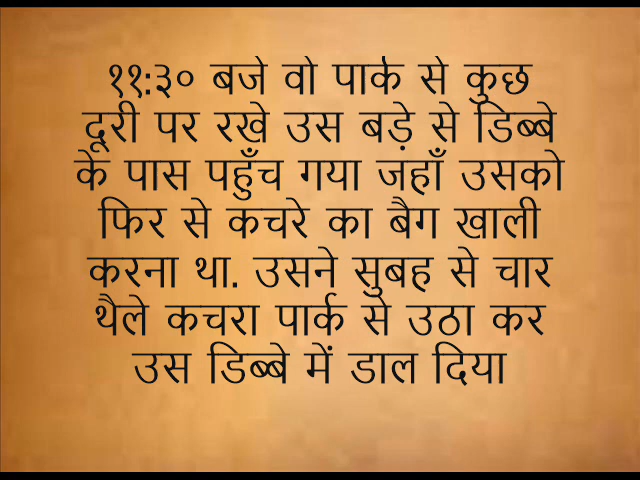 ११:३० बजे वो पार्क से कुछ
दूरी पर रखे उस बड़े से डिब्बे
के पास पहुँच गया जहाँ उसको
फिर से कचरे का बैग खाली
करना था. उसने सुबह से चार
थैले कचरा पार्क से उठा कर
उस डिब्बे में डाल दिया